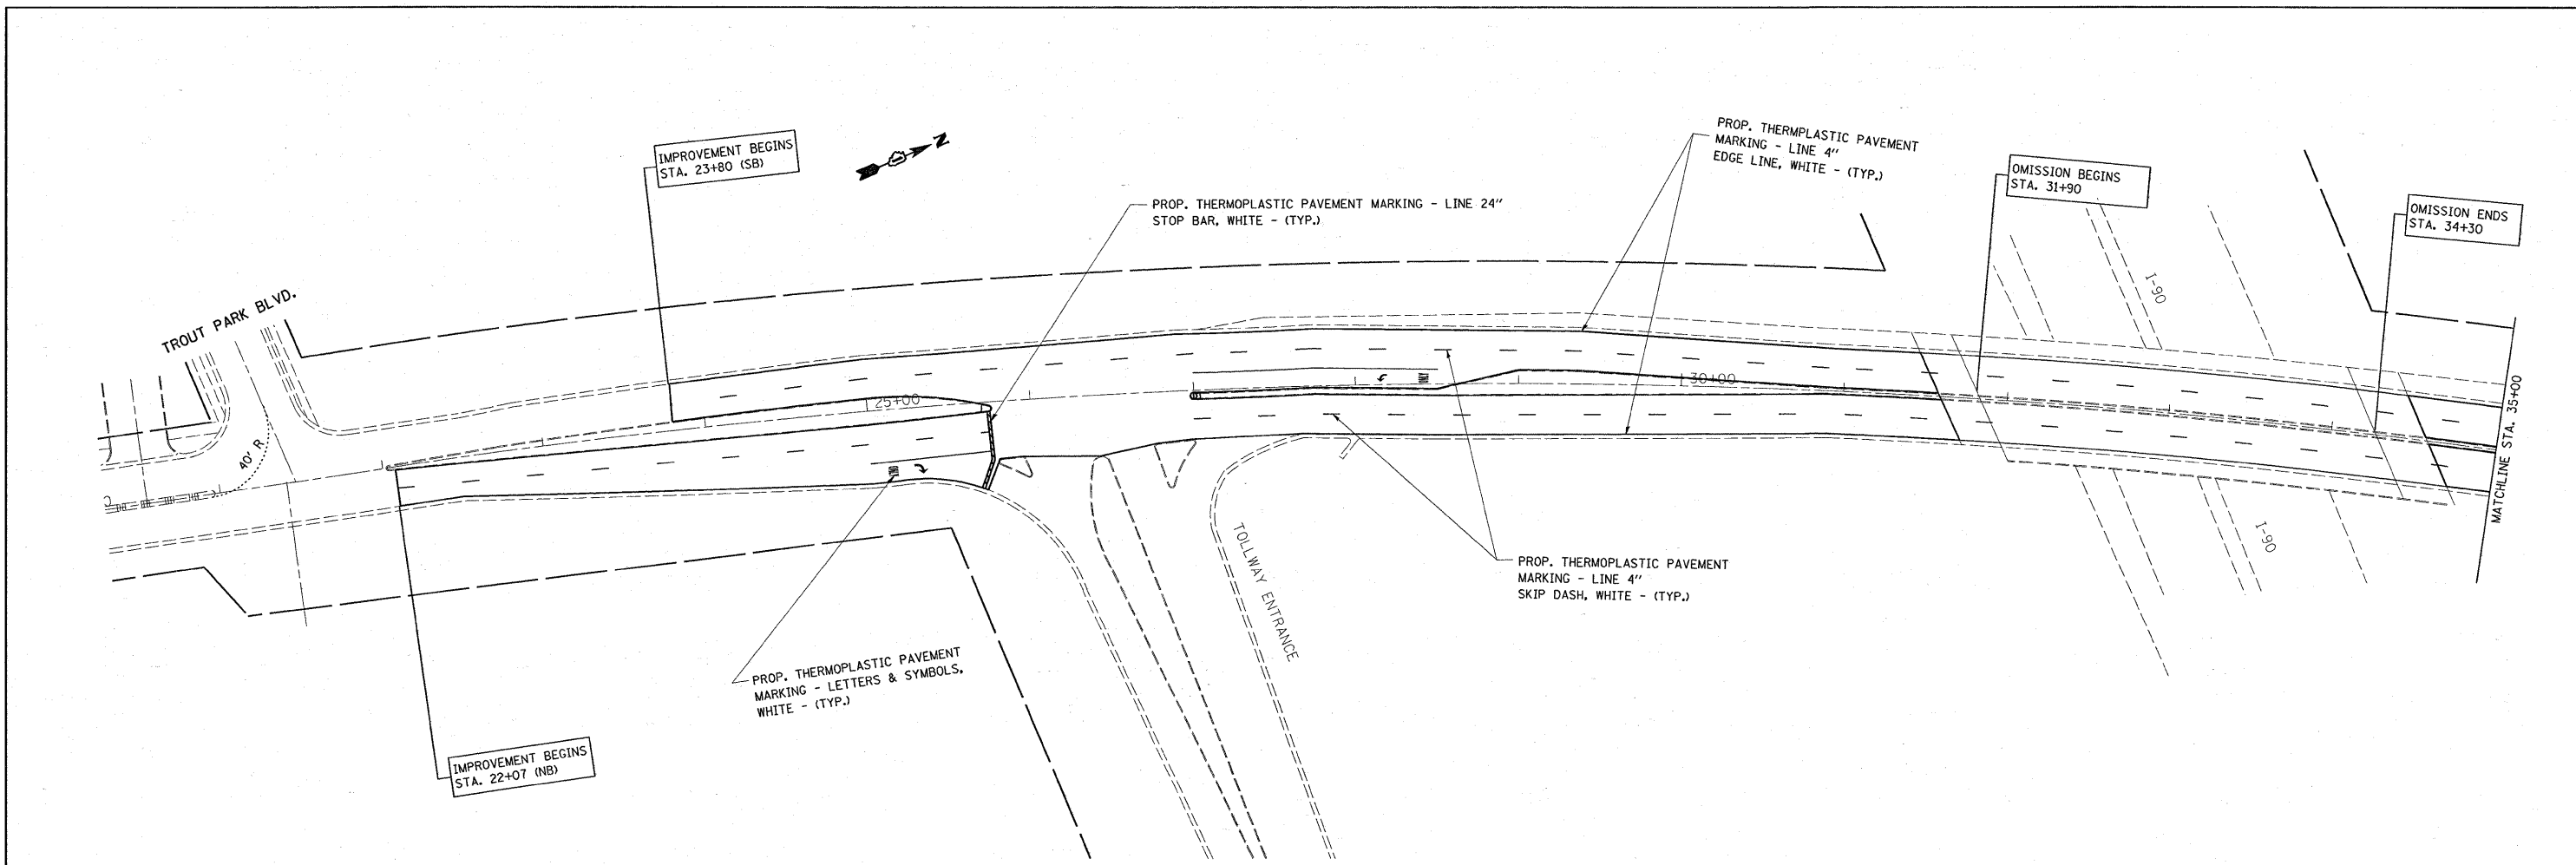 IMPROVEMENT BEGINS
STA. 23+80 (SB)
N
PROP. THERMOPLASTIC PAVEMENT MARKING - LINE 24"
STOP BAR, WHITE - (TYP.)
PROP. THERMPLASTIC PAVEMENT
MARKING - LINE 4"
EDGE LINE, WHITE - (TYP.)
OMISSION BEGINS
STA. 31+90
OMISSION ENDS
STA. 34+30
TROUT PARK BLVD.
I-90
40' R
25+00
30+00
MATCHLINE STA. 35+00
I-90
TOLLWAY ENTRANCE
PROP. THERMOPLASTIC PAVEMENT
MARKING - LINE 4"
SKIP DASH, WHITE - (TYP.)
PROP. THERMOPLASTIC PAVEMENT
MARKING - LETTERS & SYMBOLS,
WHITE - (TYP.)
IMPROVEMENT BEGINS
STA. 22+07 (NB)